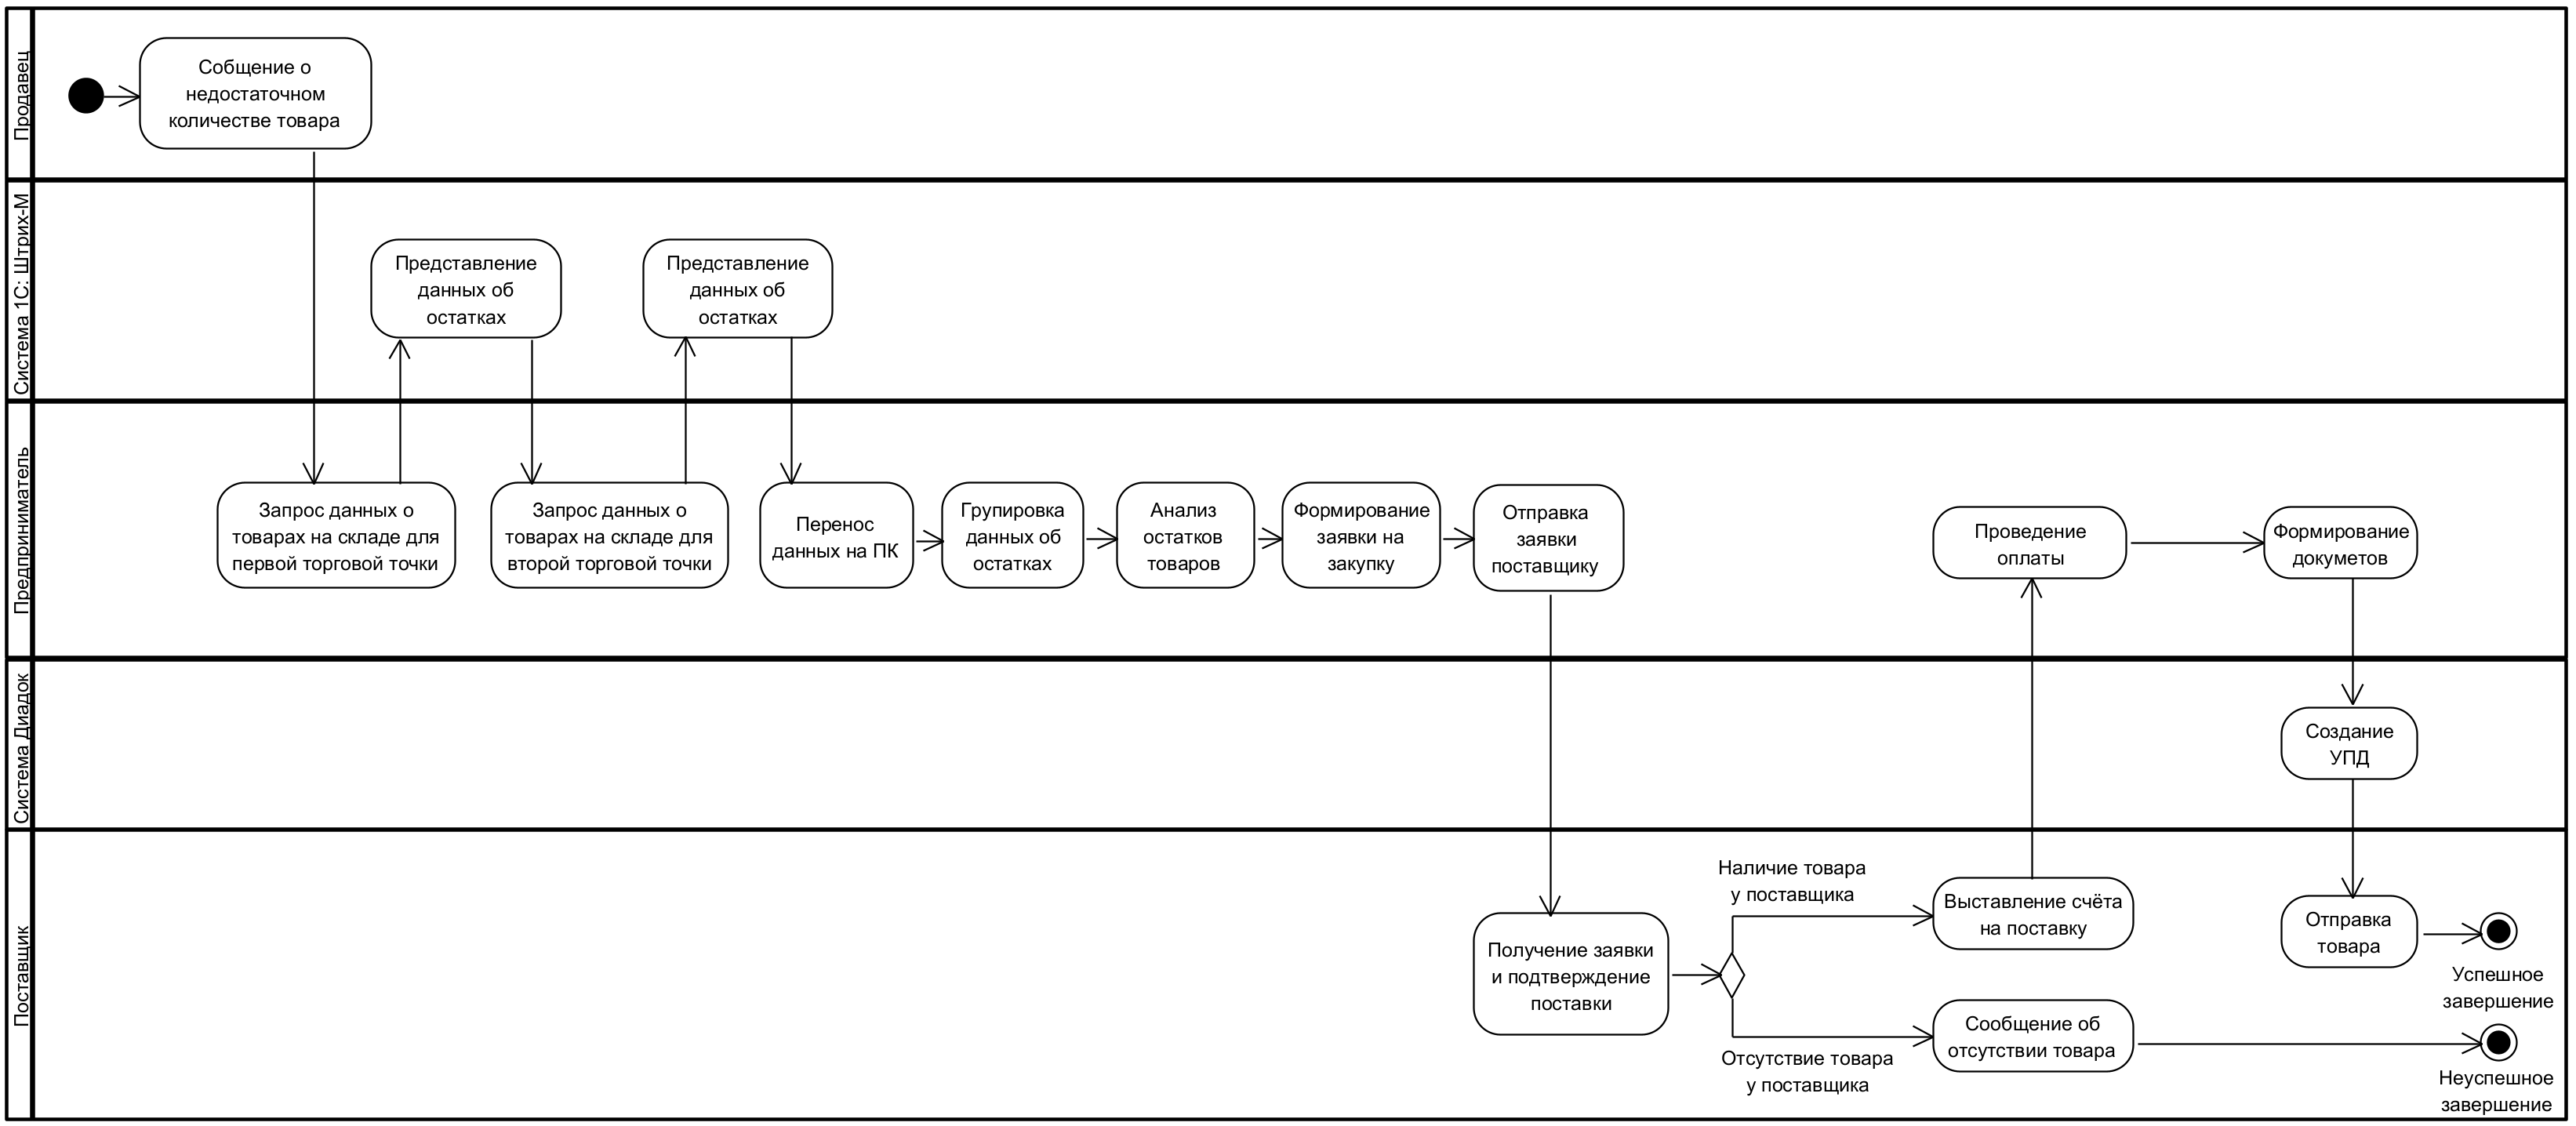 Продавец
Собщение о
недостаточном
количестве товара
Система 1С: Штрих-М
Представление
данных об
остатках
Представление
данных об
остатках
Предприниматель
Запрос данных о
товарах на складе для
первой торговой точки
Запрос данных о
товарах на складе для
второй торговой точки
Перенос
данных на ПК
Групировка
данных об
остатках
Анализ
остатков
товаров
Формирование
заявки на
закупку
Отправка
заявки
поставщику
Проведение
оплаты
Формирование
докуметов
Система Диадок
Создание
УПД
Поставщик
Получение заявки
и подтверждение
поставки
Наличие товара
у поставщика
Отсутствие товара
у поставщика
Выставление счёта
на поставку
Сообщение об
отсутствии товара
Отправка
товара
Успешное
завершение
Неуспешное
завершение